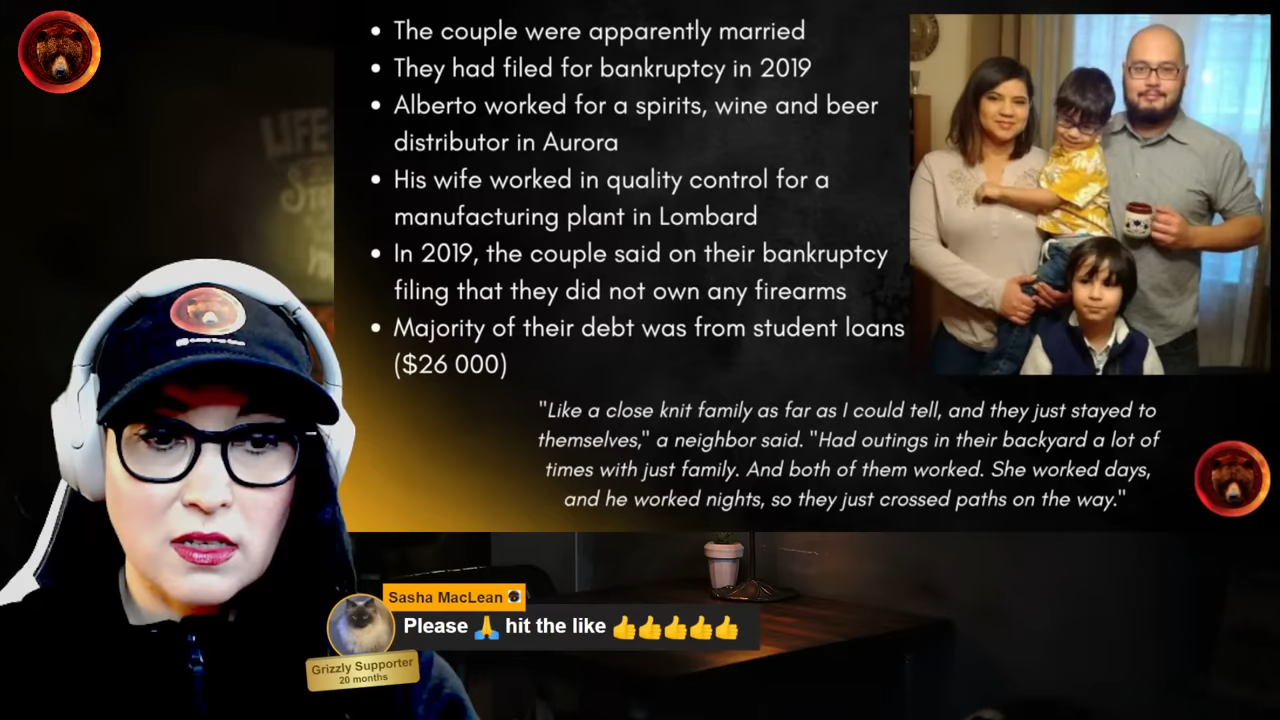 • The couple were apparently married
• They had filed for bankruptcy in 2019
• Alberto worked for a spirits, wine and beer
distributor in Aurora
• His wife worked in quality control for a
manufacturing plant in Lombard
• In 2019, the couple said on their bankruptcy
filing that they did not own any firearms
• Majority of their debt was from student loans
($26 000)
"Like a close knit family as far as I could tell, and they just stayed to
themselves," a neighbor said. "Had outings in their backyard a lot of
times with just family. And both of them worked. She worked days,
and he worked nights, so they just crossed paths on the way."
LIFE
Sasha MacLean
Please 🙏 hit the like 👍👍👍👍👍
Grizzly Supporter
20 months